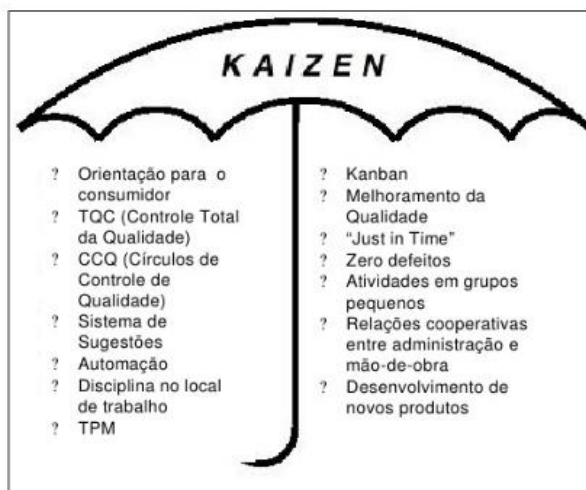 KAIZEN
? Orientação para o
consumidor
? TQC (Controle Total
da Qualidade)
? CCQ (Círculos de
Controle de
Qualidade)
? Sistema de
Sugestões
? Automação
? Disciplina no local
de trabalho
? TPM
? Kanban
? Melhoramento da
Qualidade
? “Just in Time”
? Zero defeitos
? Atividades em grupos
pequenos
? Relações cooperativas
entre administração e
mão-de-obra
? Desenvolvimento de
novos produtos